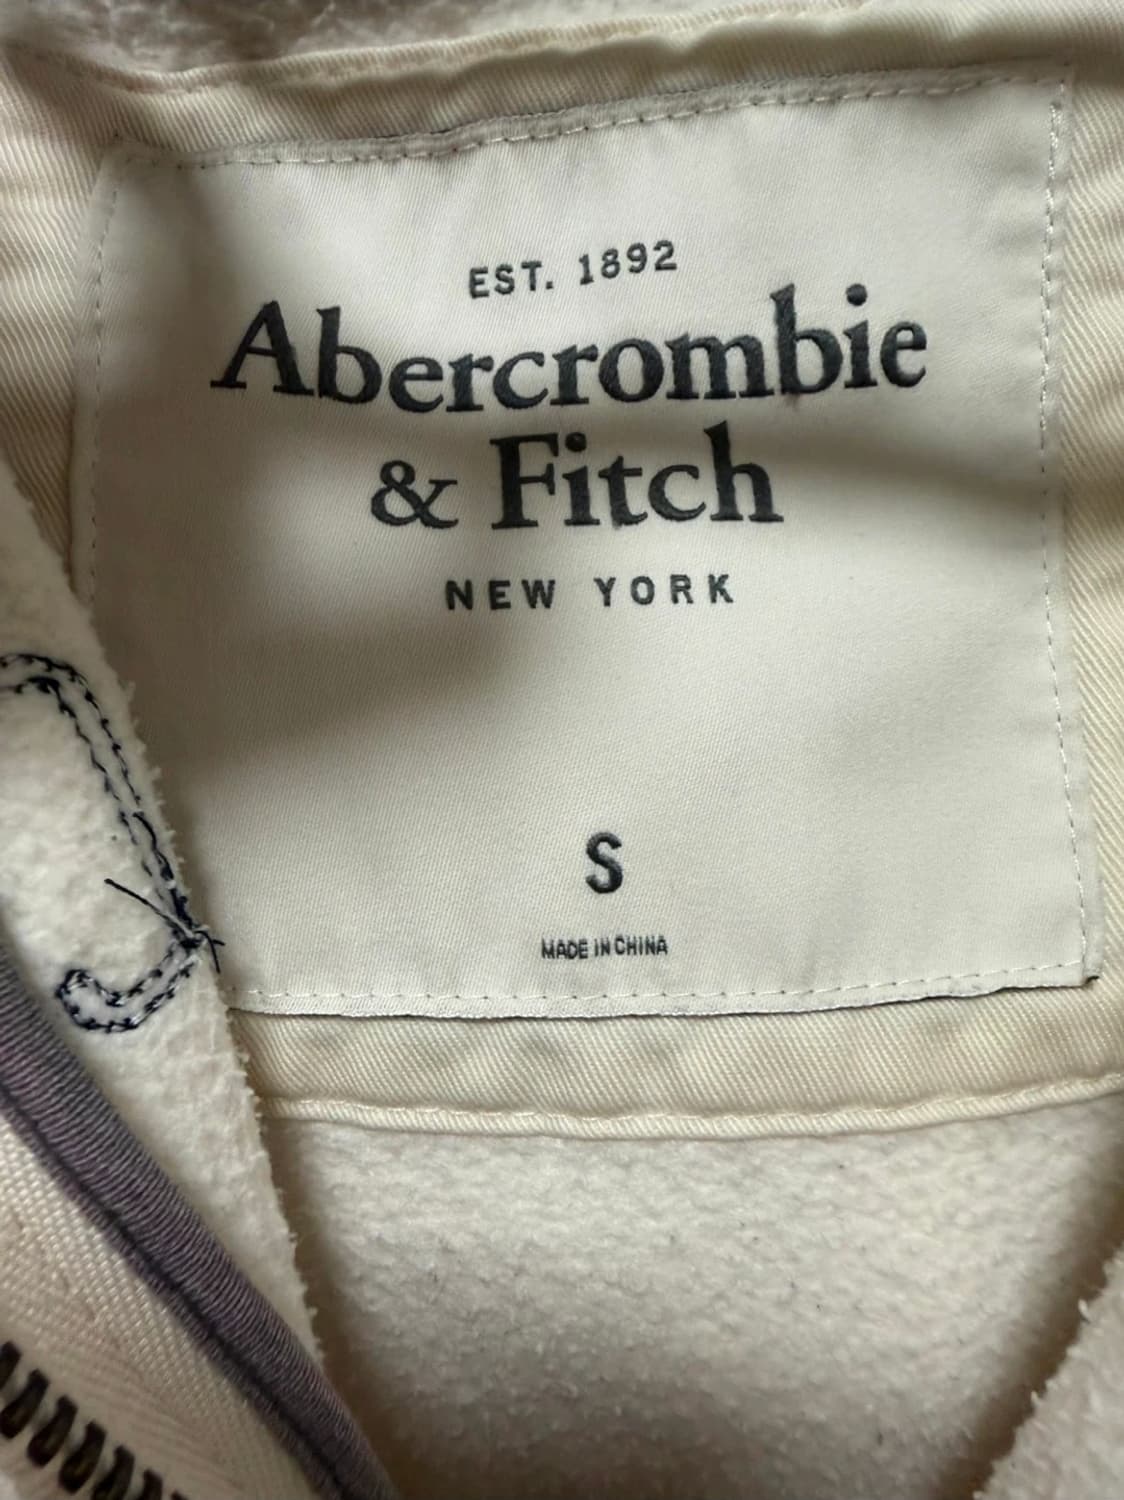 EST. 1892
Abercrombie
& Fitch
NEW YORK
S
MADE IN CHINA